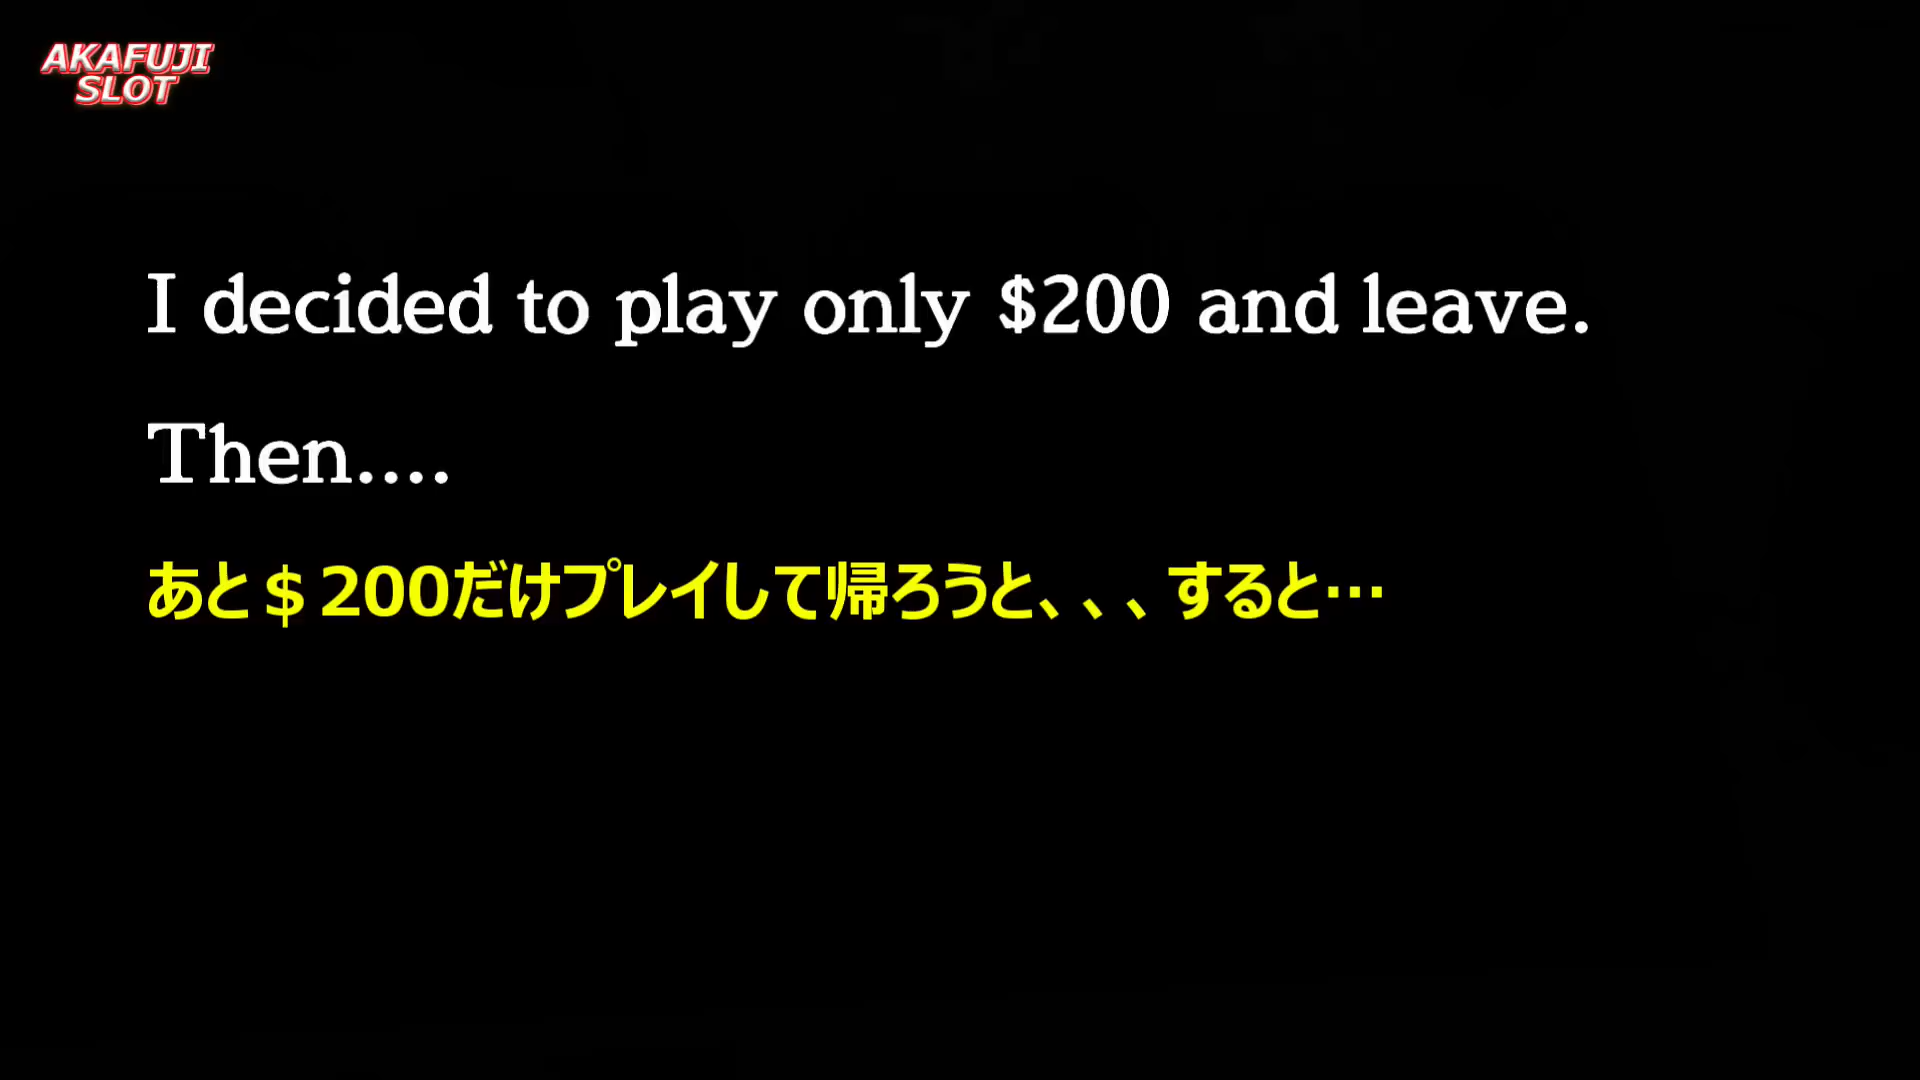 AKAFUJI
SLOT
I decided to play only $200 and leave.
Then....
あと＄200だけプレイして帰ろうと、、、すると…